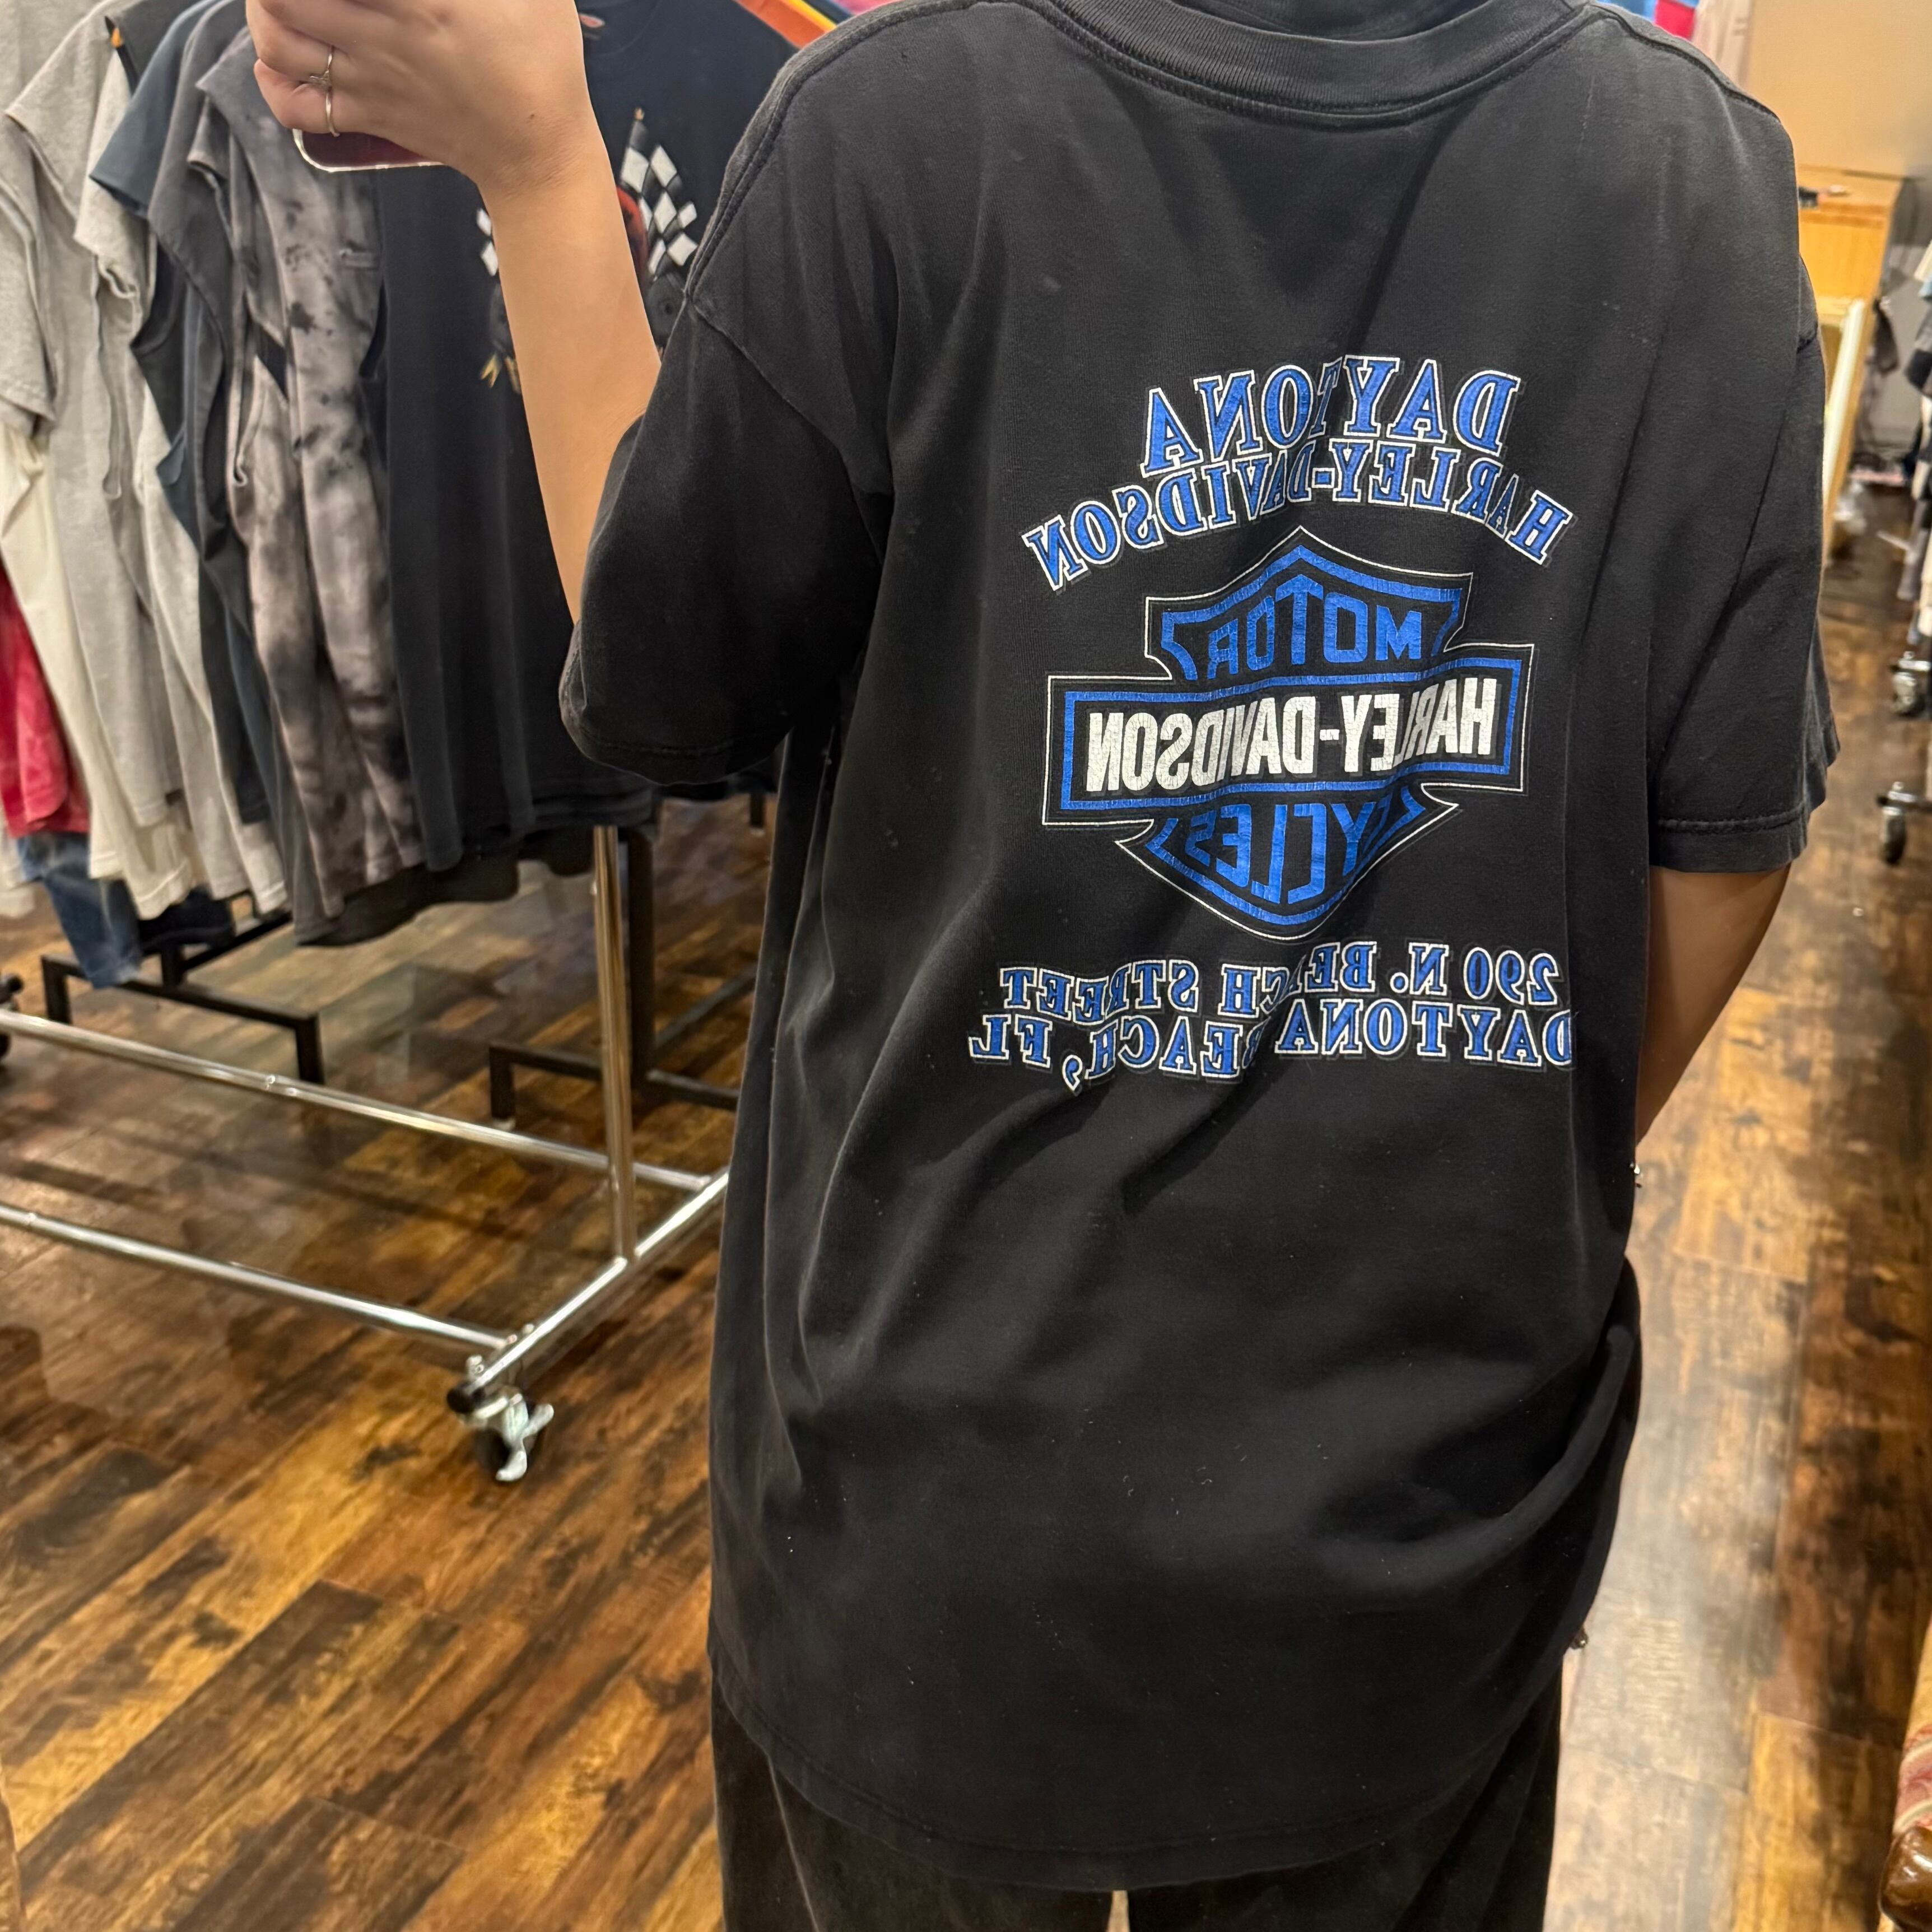 DAYTONA
HARLEY-DAVIDSON
MOTOR
HARLEY-DAVIDSON
CYCLES
290 N. BEACH STREET
DAYTONA BEACH, FL